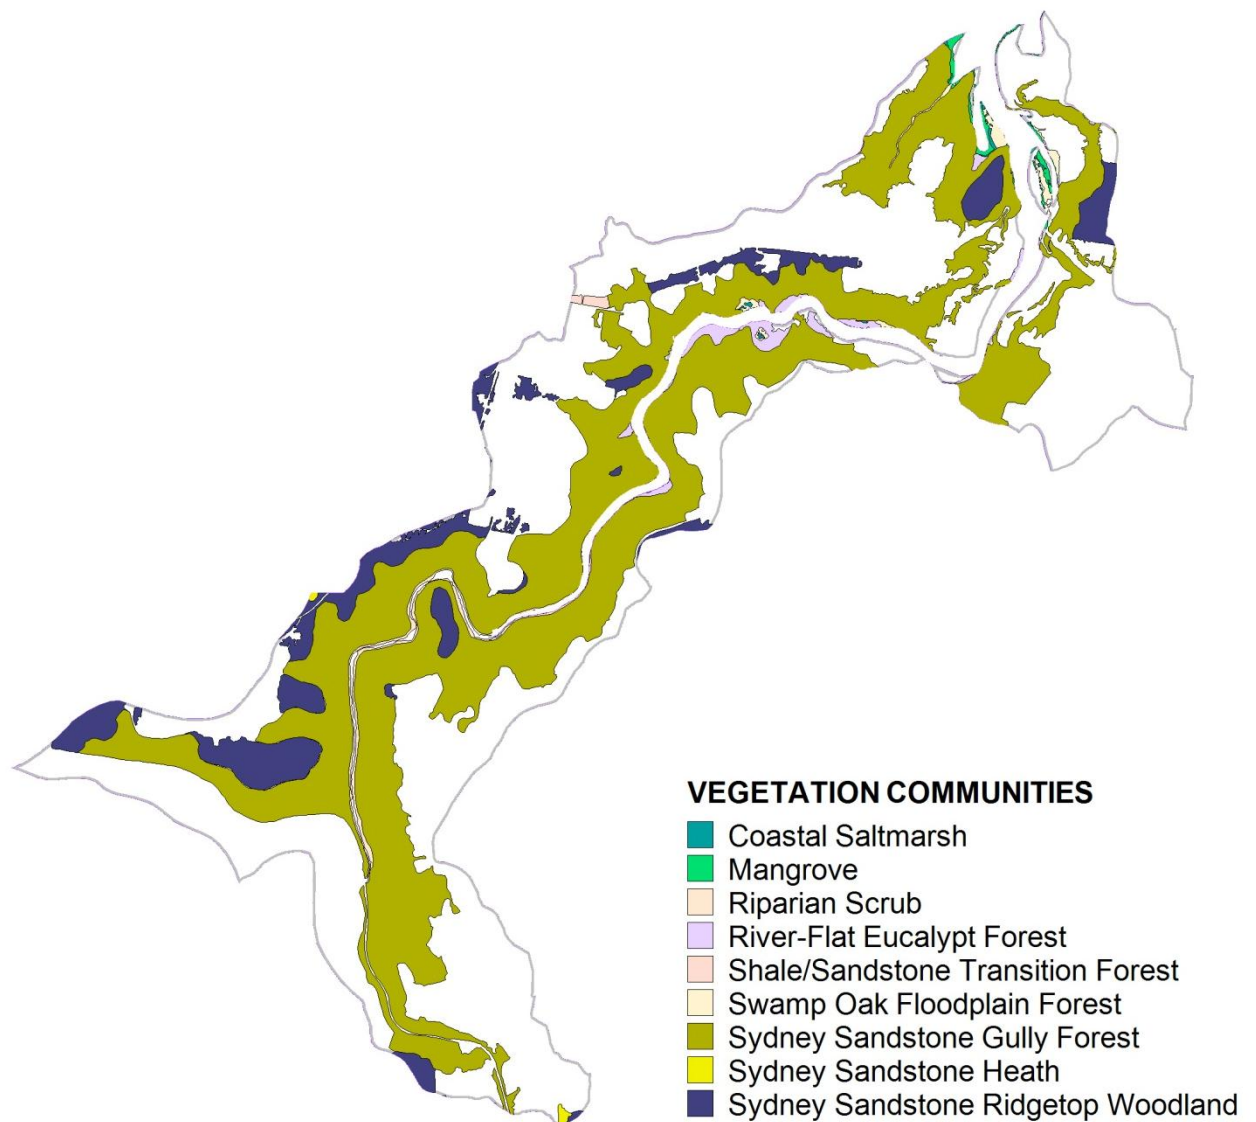 VEGETATION COMMUNITIES
Coastal Saltmarsh
Mangrove
Riparian Scrub
River-Flat Eucalypt Forest
Shale/Sandstone Transition Forest
Swamp Oak Floodplain Forest
Sydney Sandstone Gully Forest
Sydney Sandstone Heath
Sydney Sandstone Ridgetop Woodland